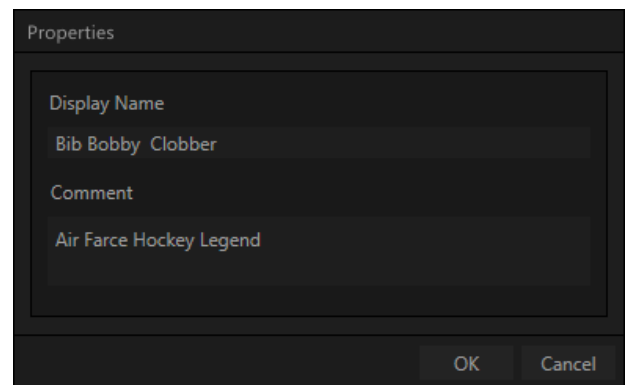 Properties
Display Name
Bib Bobby  Clobber
Comment
Air Farce Hockey Legend
OK Cancel